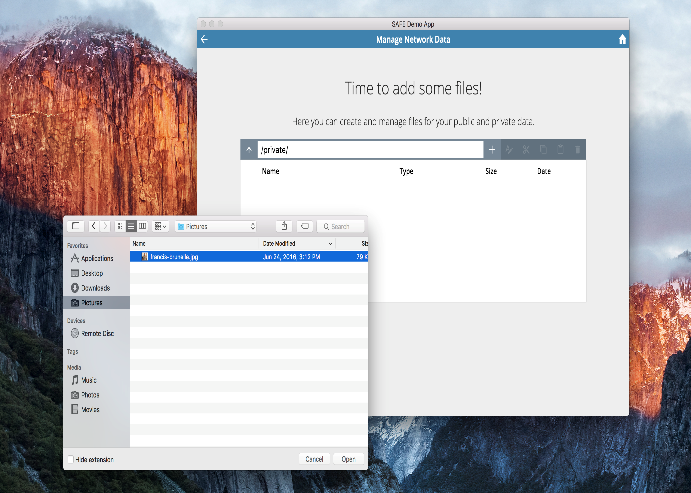 SAFE Demo App
Manage Network Data
Time to add some files!
Here you can create and manage files for your public and private data.
/private/
Name Type Size Date
Pictures
Search
Favorites
Applications
Desktop
Downloads
Pictures
Devices
Remote Disc
Tags
Media
Music
Photos
Movies
Name Date Modified Siz
francis-brunelle.jpg Jun 24, 2016, 3:13 PM 79 K
Hide extension
Cancel Open